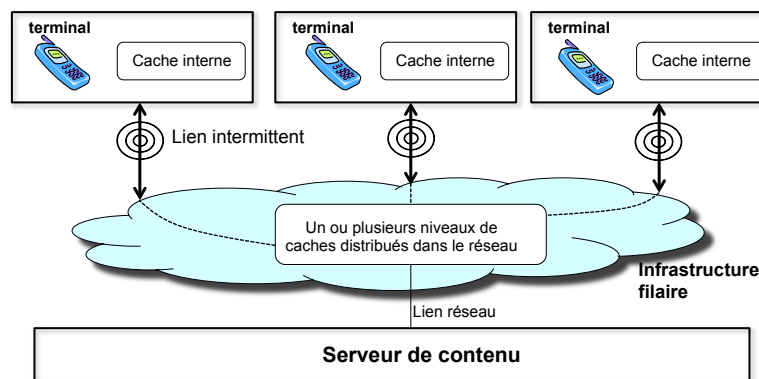 terminal
Cache interne
terminal
Cache interne
terminal
Cache interne
Lien intermittent
Un ou plusieurs niveaux de
caches distribués dans le réseau
Infrastructure
filaire
Lien réseau
Serveur de contenu